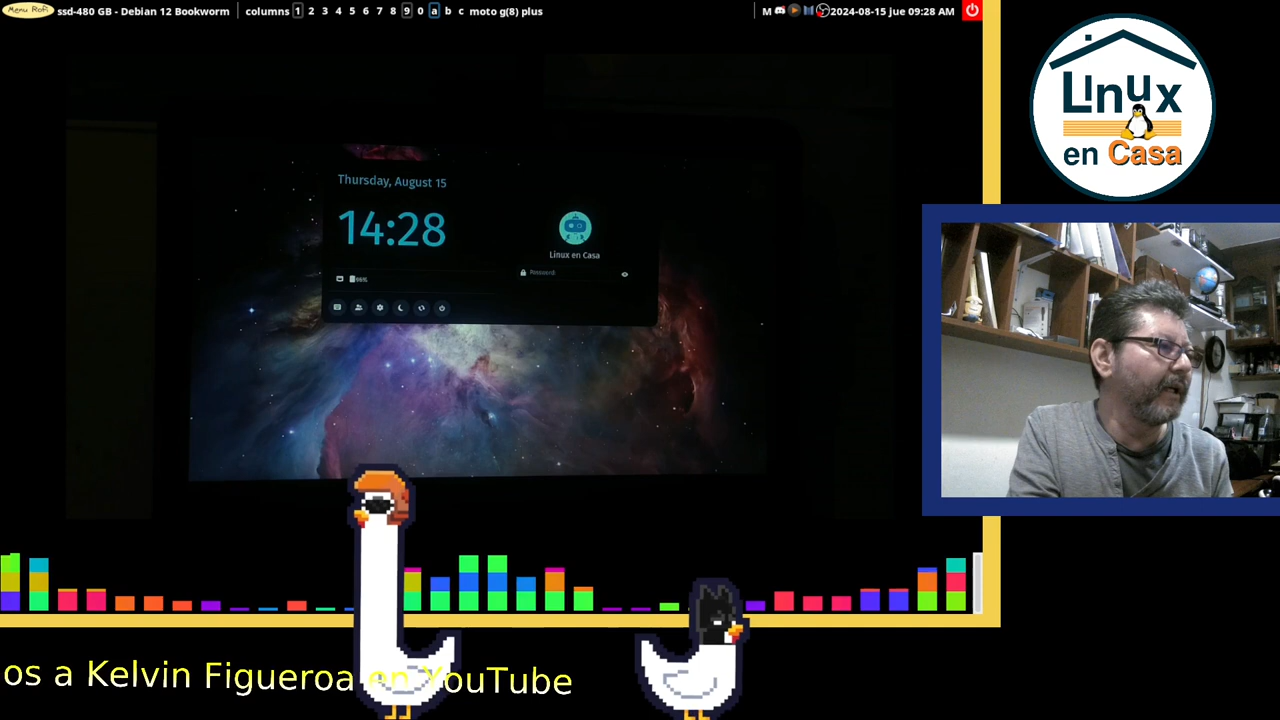 Menu Rofi ssd-480 GB - Debian 12 Bookworm columns 1 2 3 4 5 6 7 8 9 0 a b c moto g(8) plus M 2024-08-15 jue 09:28 AM
Linux
en Casa
Thursday, August 15
14:28
Linux en Casa
Password
os a Kelvin Figueroa en YouTube